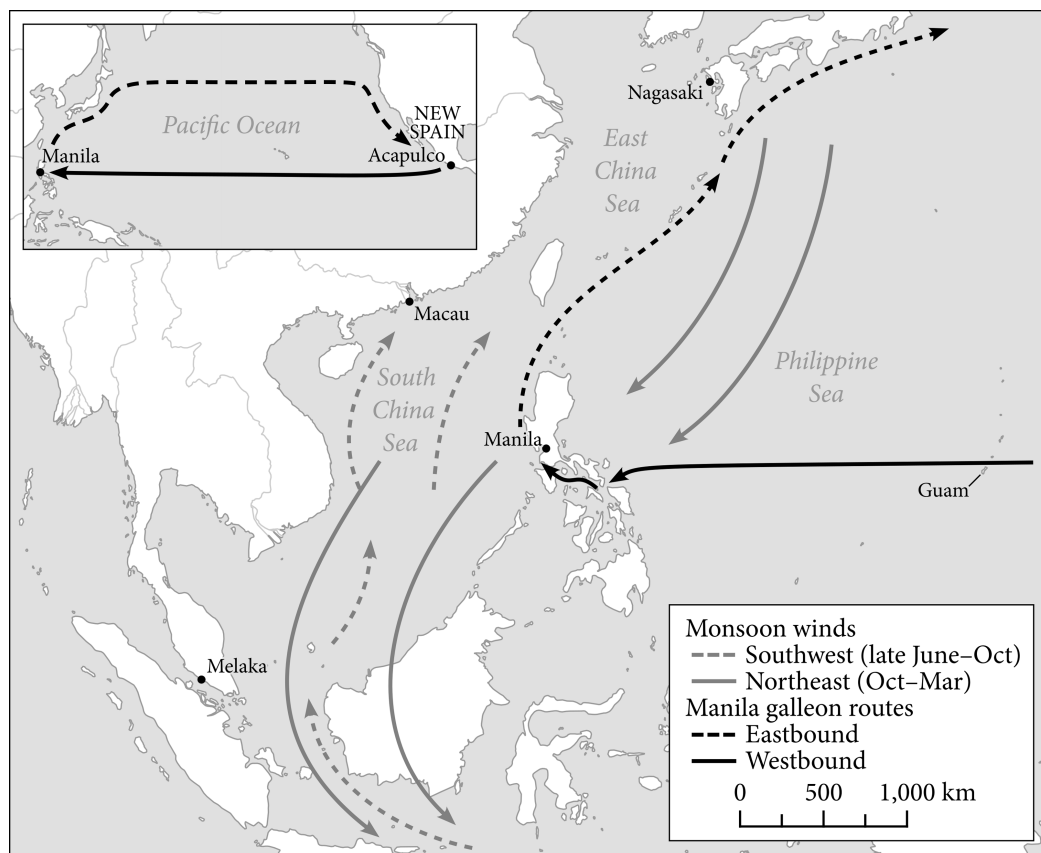 NEW
SPAIN
Pacific Ocean
Acapulco
Manila
Nagasaki
East
China
Sea
Macau
South
China
Sea
Philippine
Sea
Manila
Guam
Melaka
Monsoon winds
Southwest (late June–Oct)
Northeast (Oct–Mar)
Manila galleon routes
Eastbound
Westbound
0 500 1,000 km